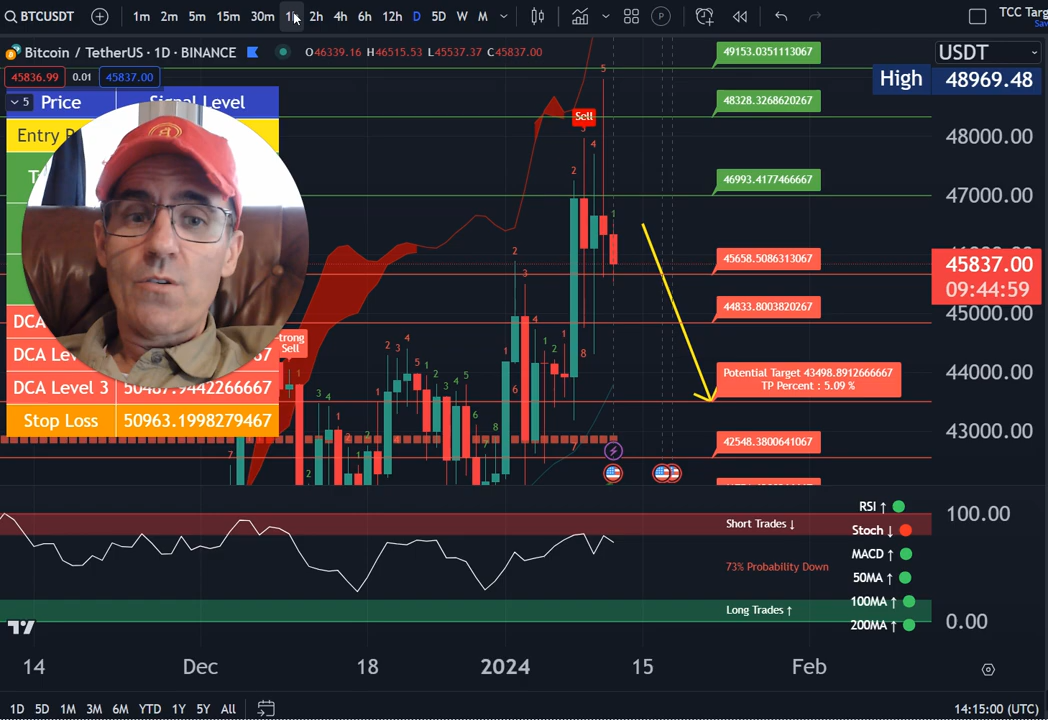 BTCUSDT 1m 2m 5m 15m 30m 1h 2h 4h 6h 12h D 5D W M TCC Targ
Sav
Bitcoin / TetherUS · 1D · BINANCE O46339.16 H46515.53 L45537.37 C45837.00
USDT
45836.99 0.01 45837.00
High 48969.48
5
Price Signal Level
Entry
DCA
DCA Lev 67
DCA Level 3
Stop Loss 50963.1998279467
Strong
Sell
Sell
49153.0351113067
48328.3268620267
46993.4177466667
45658.5086313067
44833.8003820267
Potential Target 43498.8912666667
TP Percent : 5.09 %
42548.3800641067
48000.00
47000.00
45837.00
09:44:59
45000.00
44000.00
43000.00
100.00
0.00
Short Trades ↓
73% Probability Down
Long Trades ↑
RSI ↑
Stoch ↓
MACD ↑
50MA ↑
100MA ↑
200MA ↑
14 Dec 18 2024 15 Feb
1D 5D 1M 3M 6M YTD 1Y 5Y All 14:15:00 (UTC)